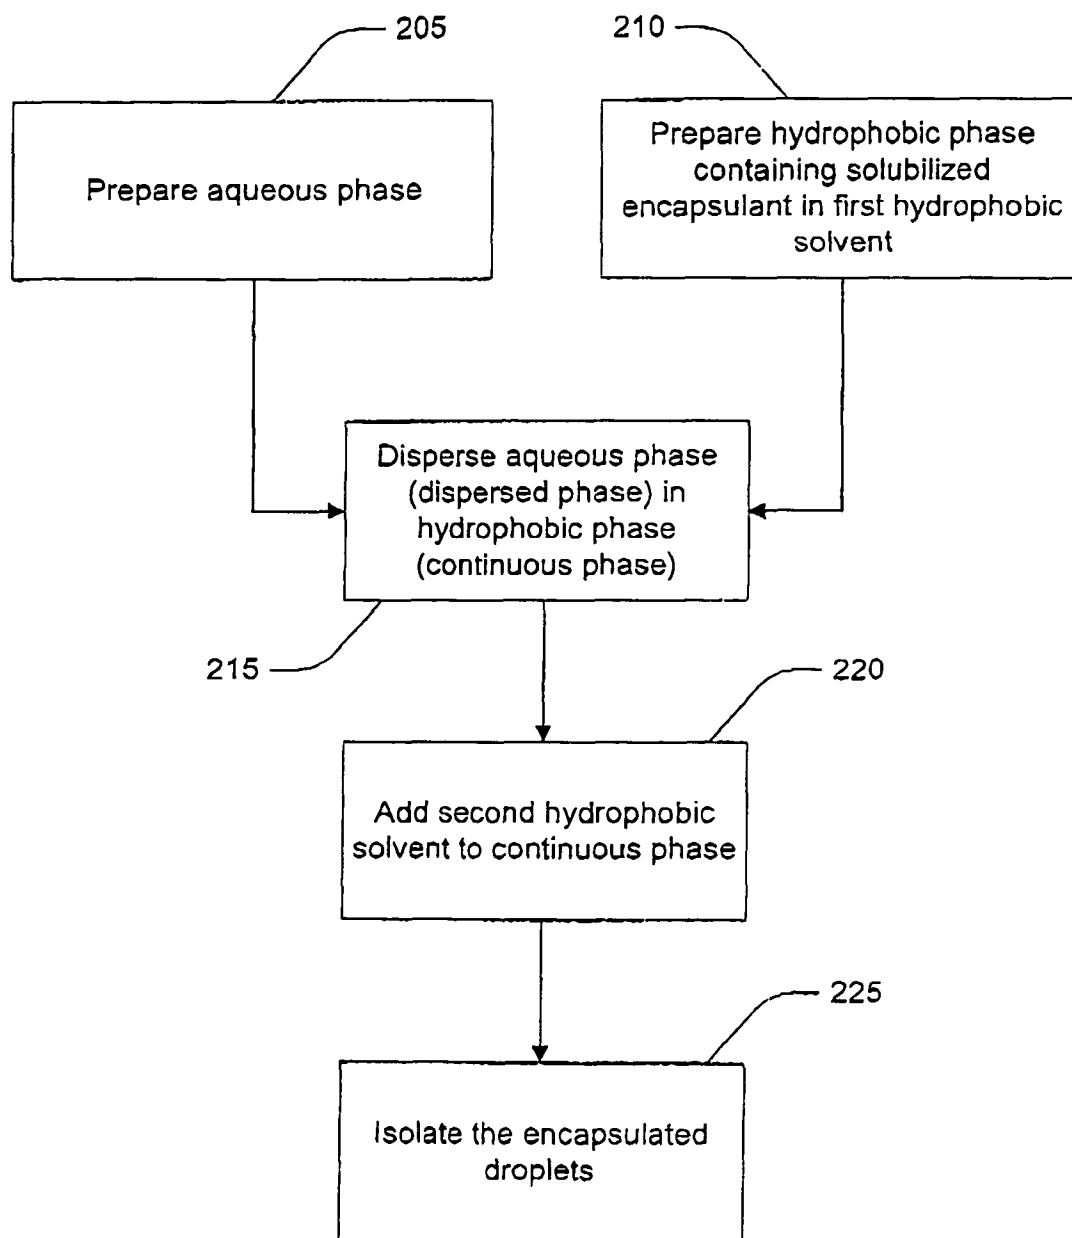 205
210
Prepare aqueous phase
Prepare hydrophobic phase
containing solubilized
encapsulant in first hydrophobic
solvent
Disperse aqueous phase
(dispersed phase) in
hydrophobic phase
(continuous phase)
215
220
Add second hydrophobic
solvent to continuous phase
225
Isolate the encapsulated
droplets